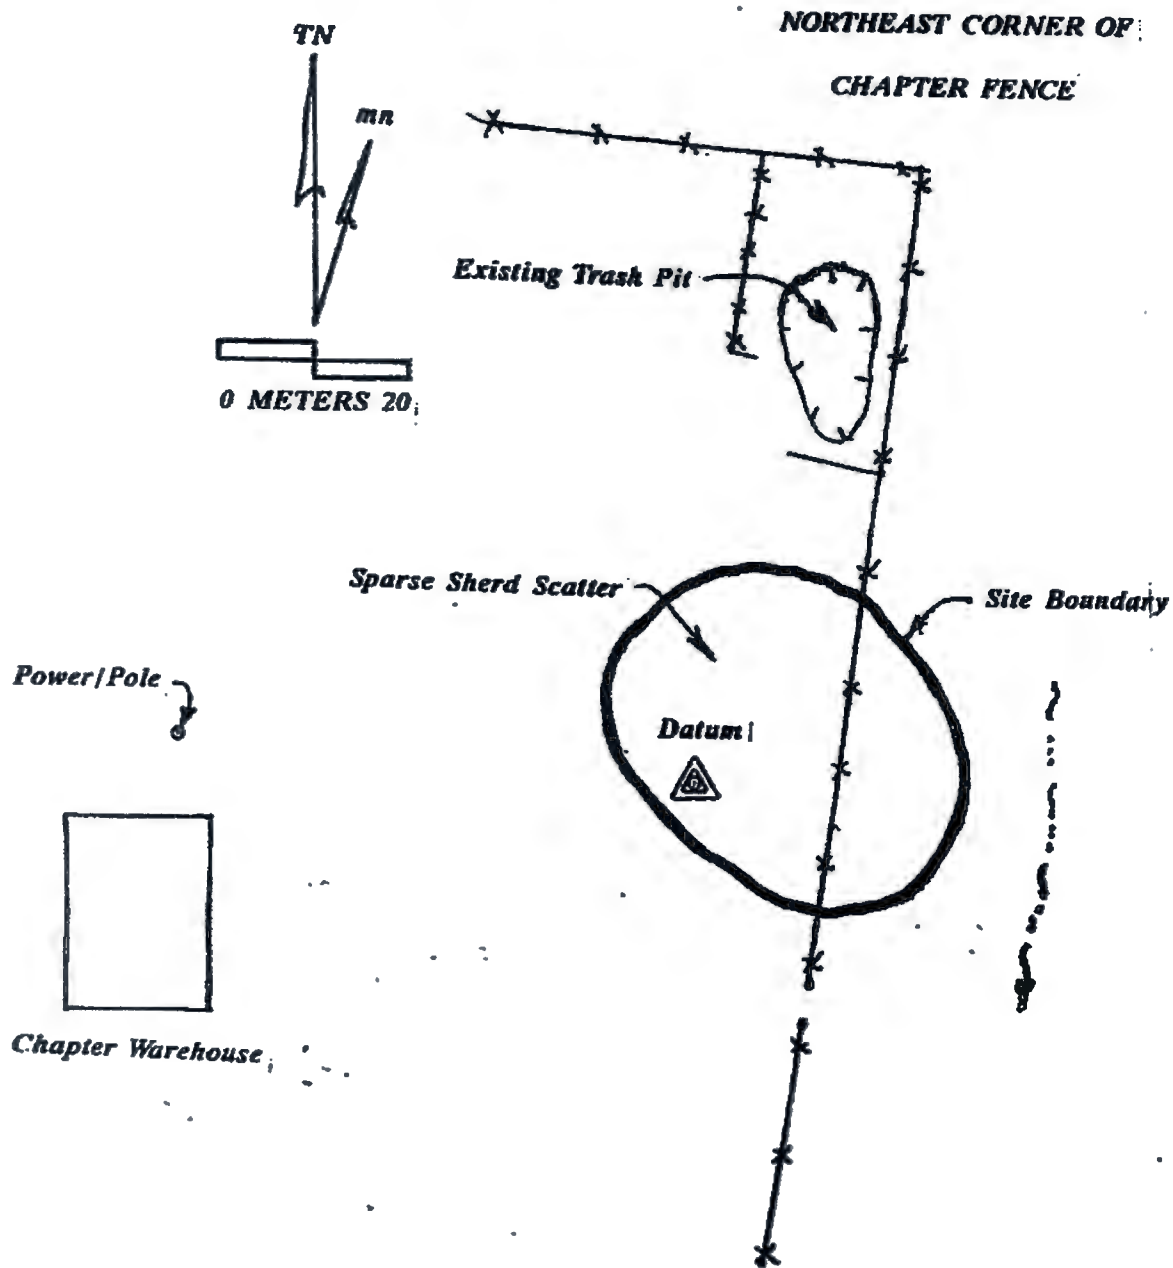 NORTHEAST CORNER OF
CHAPTER FENCE
TN
mn
Existing Trash Pit
0 METERS 20
Sparse Sherd Scatter
Site Boundary
Power/Pole
Datum
Chapter Warehouse